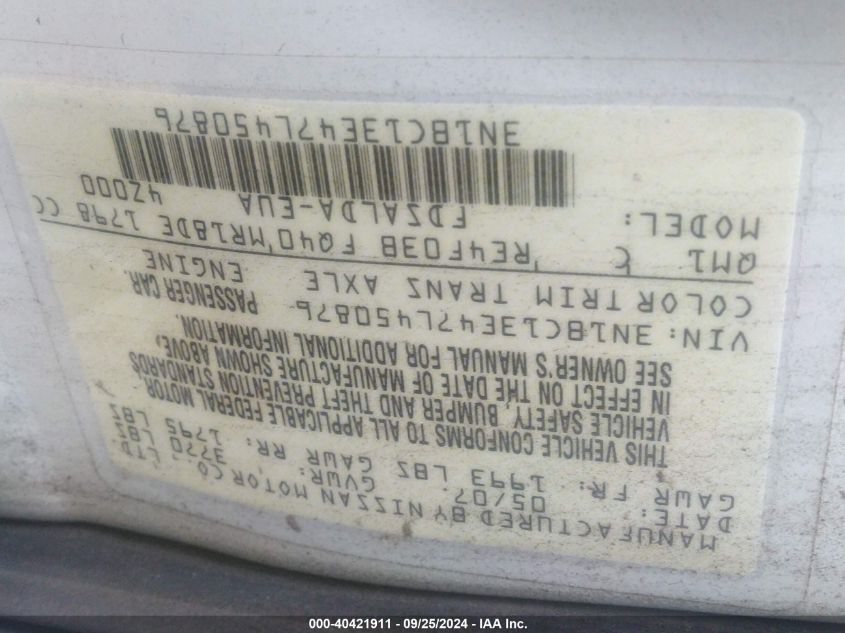 MANUFACTURED BY NISSAN MOTOR CO., LTD.
DATE: 05/07 GVWR: 3770 LBS
GAWR FR: 1993 LBS GAWR RR: 1795 LBS
THIS VEHICLE CONFORMS TO ALL APPLICABLE FEDERAL MOTOR
VEHICLE SAFETY, BUMPER AND THEFT PREVENTION STANDARDS
IN EFFECT ON THE DATE OF MANUFACTURE SHOWN ABOVE.
SEE OWNER'S MANUAL FOR ADDITIONAL INFORMATION.
VIN: 3N1BC13E47L450876 PASSENGER CAR.
COLOR TRIM TRANS AXLE ENGINE
QM1 C RE4F03B FQ40 MR18DE 1798 CC
MODEL: FDSALDA-EUA 4Z000
3N1BC13E47L450876
000-40421911 - 09/25/2024 - IAA Inc.